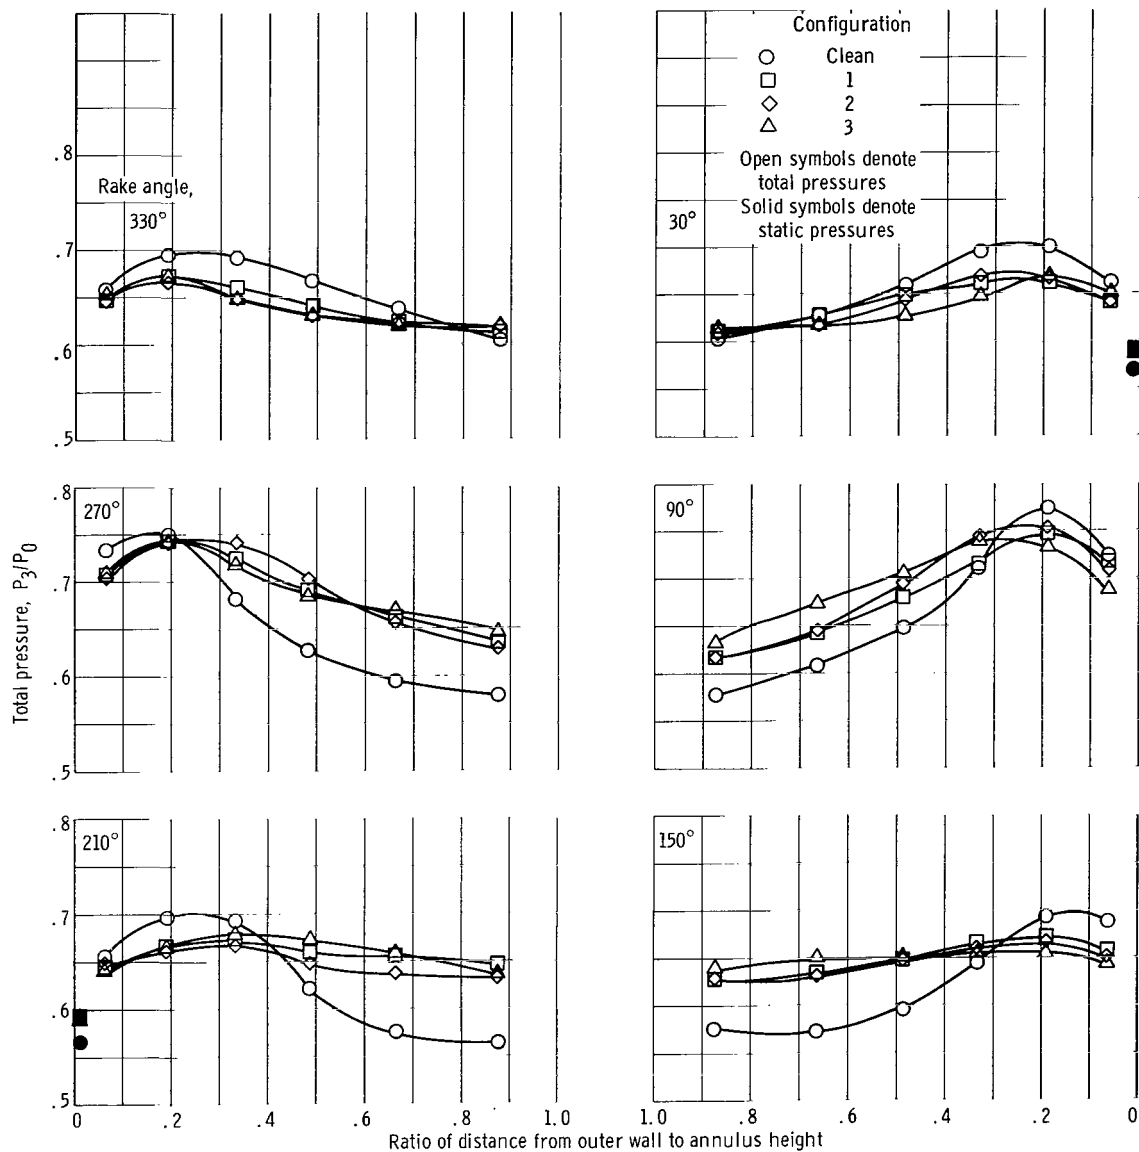 Configuration
Clean
1
2
3
Open symbols denote
total pressures
Solid symbols denote
static pressures
.8
Rake angle,
330°
30°
.7
.6
.5
.8
270°
90°
.7
.6
.5
Total pressure, P3/P0
.8
210°
150°
.7
.6
.5
0 .2 .4 .6 .8 1.0 1.0 .8 .6 .4 .2 0
Ratio of distance from outer wall to annulus height